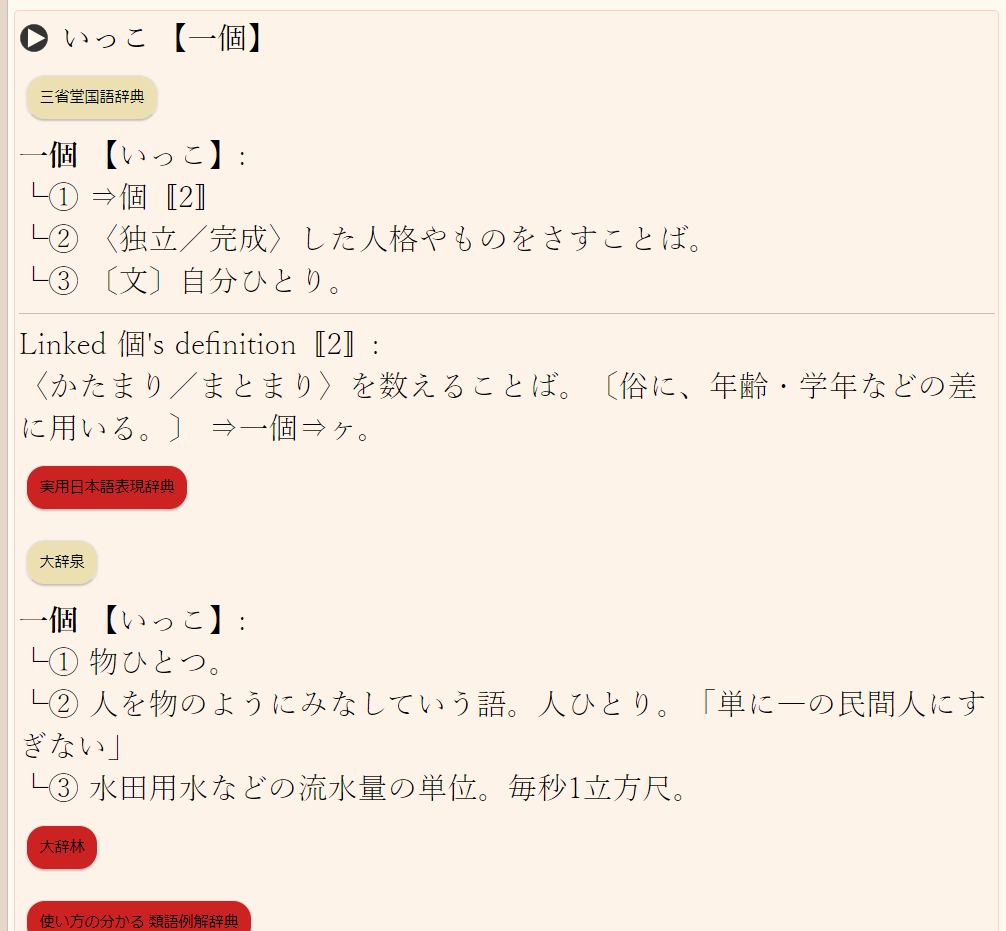 いっこ 【一個】
三省堂国語辞典
一個 【いっこ】:
└① ⇒個〚2〛
└② 〈独立／完成〉した人格やものをさすことば。
└③ 〔文〕自分ひとり。
Linked 個's definition〚2〛:
〈かたまり／まとまり〉を数えることば。〔俗に、年齢・学年などの差
に用いる。〕 ⇒一個⇒ヶ。
実用日本語表現辞典
大辞泉
一個 【いっこ】:
└① 物ひとつ。
└② 人を物のようにみなしていう語。人ひとり。「単に―の民間人にす
ぎない」
└③ 水田用水などの流水量の単位。毎秒1立方尺。
大辞林
使い方の分かる 類語例解辞典